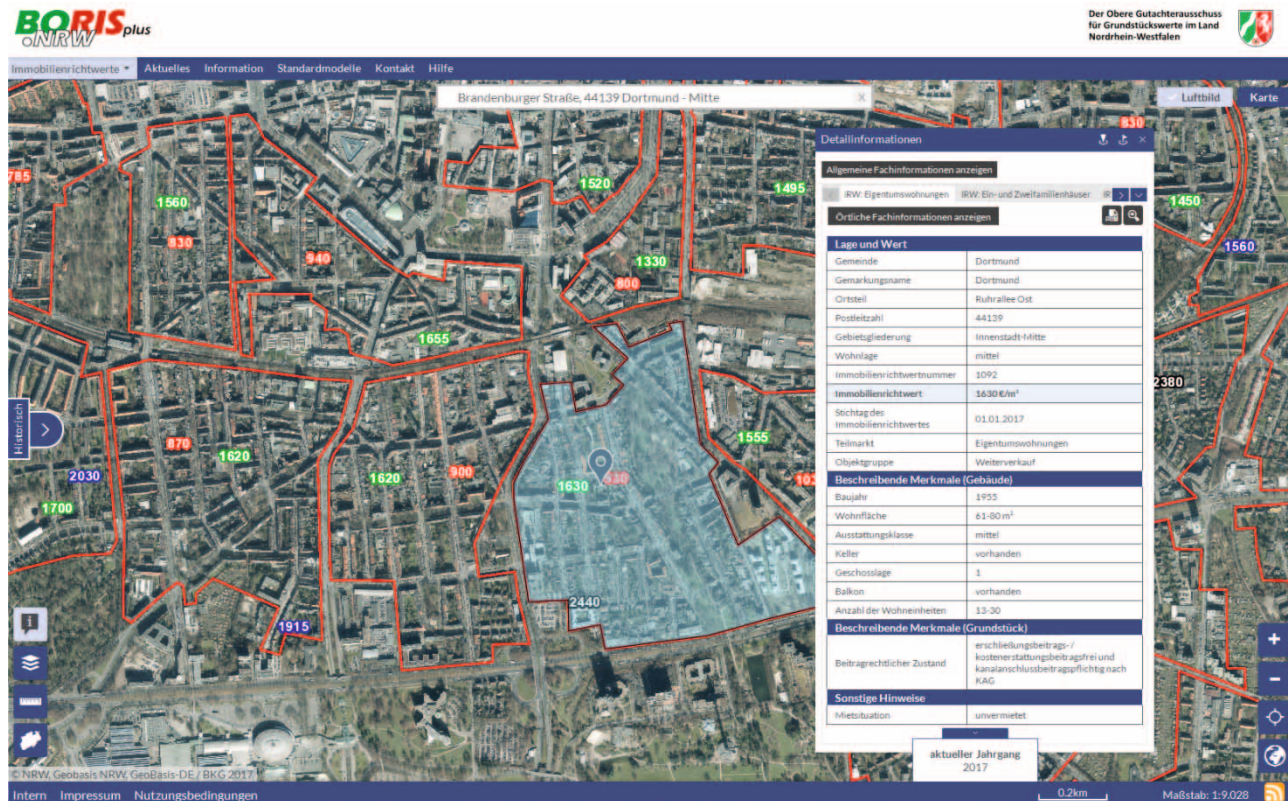 BORIS plus
.NRW
Der Obere Gutachterausschuss
für Grundstückswerte im Land
Nordrhein-Westfalen
Immobilienrichtwerte Aktuelles Information Standardmodelle Kontakt Hilfe
Brandenburger Straße, 44139 Dortmund - Mitte
Luftbild Karte
Historisch
785
1560
830
940
1520
1495
1330
800
1655
830
1450
1560
2380
870
1620
2030
1700
1620
900
1630
1555
2440
1915
Detailinformationen
Allgemeine Fachinformationen anzeigen
IRW: Eigentumswohnungen IRW: Ein- und Zweifamilienhäuser
Örtliche Fachinformationen anzeigen
Lage und Wert
Gemeinde Dortmund
Gemarkungsname Dortmund
Ortsteil Ruhrallee Ost
Postleitzahl 44139
Gebietsgliederung Innenstadt-Mitte
Wohnlage mittel
Immobilienrichtwertnummer 1092
Immobilienrichtwert 1630 €/m²
Stichtag des
Immobilienrichtwertes 01.01.2017
Teilmarkt Eigentumswohnungen
Objektgruppe Weiterverkauf
Beschreibende Merkmale (Gebäude)
Baujahr 1955
Wohnfläche 61-80 m²
Ausstattungsklasse mittel
Keller vorhanden
Geschosslage 1
Balkon vorhanden
Anzahl der Wohneinheiten 13-30
Beschreibende Merkmale (Grundstück)
Beitragrechtlicher Zustand erschließungsbeitrags- /
kostenerstattungsbeitragsfrei und
kanalanschlussbeitragspflichtig nach
KAG
Sonstige Hinweise
Mietsituation unvermietet
aktueller Jahrgang
2017
© NRW, Geobasis NRW, GeoBasis-DE / BKG 2017
Intern Impressum Nutzungsbedingungen
0.2km
Maßstab: 1:9.028